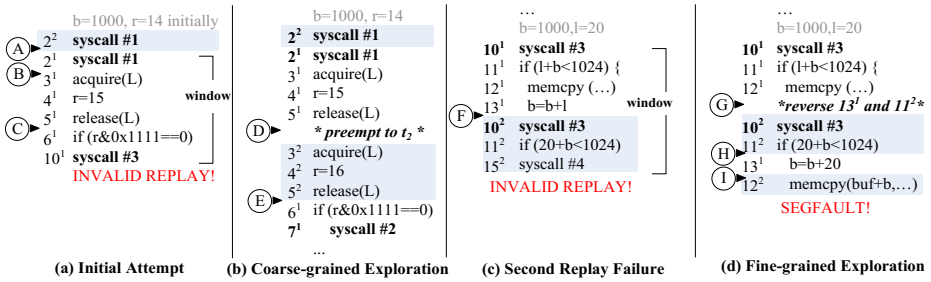 b=1000, r=14 initially
A
2² syscall #1
2¹ syscall #1
B
3¹ acquire(L)
window
4¹ r=15
C
5¹ release(L)
6¹ if (r&0x1111==0)
10¹ syscall #3
INVALID REPLAY!
(a) Initial Attempt
b=1000, r=14
2² syscall #1
2¹ syscall #1
3¹ acquire(L)
4¹ r=15
5¹ release(L)
D
* preempt to t₂ *
3² acquire(L)
4² r=16
5² release(L)
E
6¹ if (r&0x1111==0)
7¹ syscall #2
...
(b) Coarse-grained Exploration
...
b=1000,l=20
10¹ syscall #3
11¹ if (l+b<1024) {
12¹ memcpy (…)
window
13¹ b=b+l
F
10² syscall #3
11² if (20+b<1024)
15² syscall #4
INVALID REPLAY!
(c) Second Replay Failure
...
b=1000,l=20
10¹ syscall #3
11¹ if (l+b<1024) {
12¹ memcpy (…)
G
*reverse 13¹ and 11²*
10² syscall #3
11² if (20+b<1024)
H
13¹ b=b+20
I
12² memcpy(buf+b,…)
SEGFAULT!
(d) Fine-grained Exploration